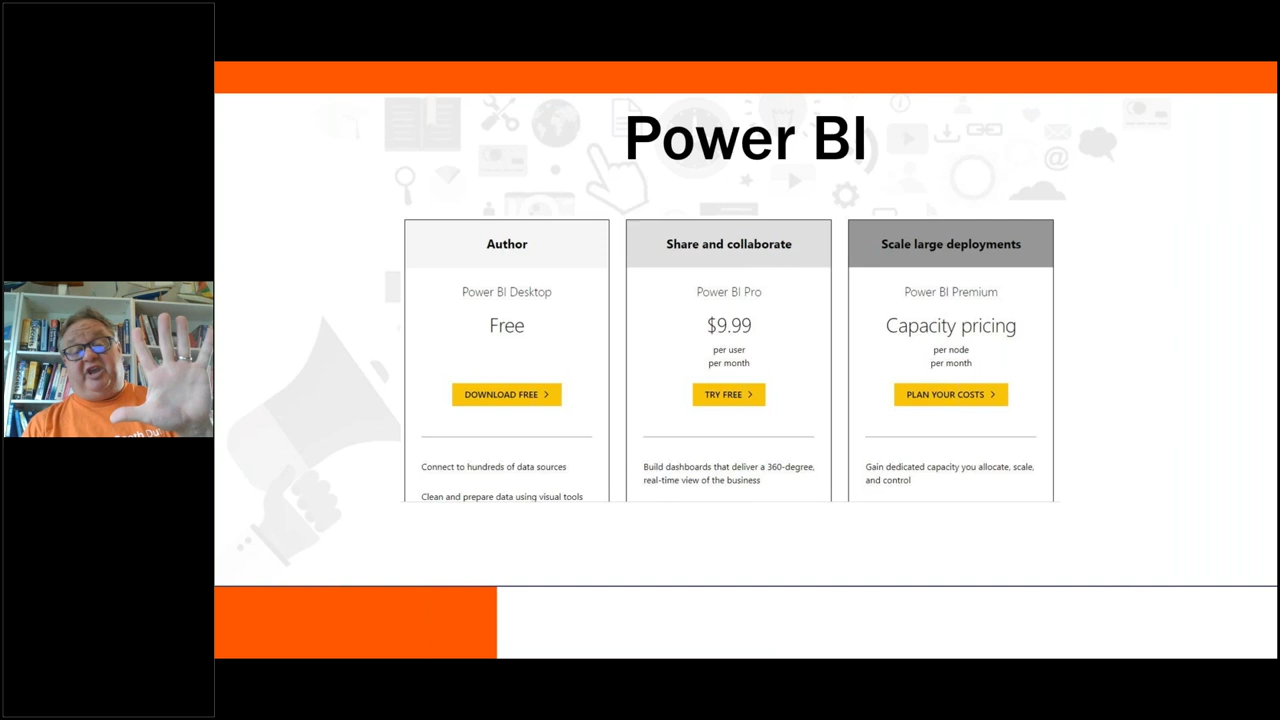 Power BI
Author
Power BI Desktop
Free
DOWNLOAD FREE >
Connect to hundreds of data sources
Clean and prepare data using visual tools
Share and collaborate
Power BI Pro
$9.99
per user
per month
TRY FREE >
Build dashboards that deliver a 360-degree,
real-time view of the business
Scale large deployments
Power BI Premium
Capacity pricing
per node
per month
PLAN YOUR COSTS >
Gain dedicated capacity you allocate, scale,
and control